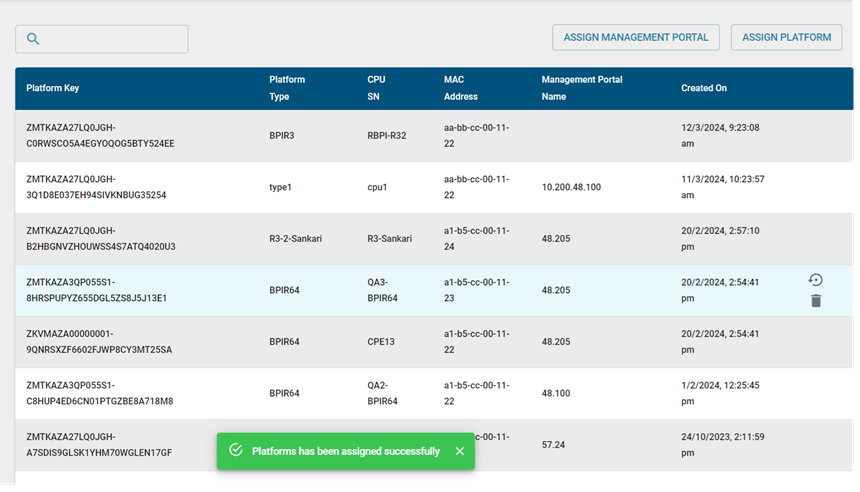 ASSIGN MANAGEMENT PORTAL ASSIGN PLATFORM
Platform Key Platform Type CPU SN MAC Address Management Portal Name Created On
ZMTKAZA27LQ0JGH- aa-bb-cc-00-11- 12/3/2024, 9:23:08
BPIR3 RBPI-R32
C0RWSCO5A4EGYOQOG5BTY524EE 22 am
ZMTKAZA27LQ0JGH- aa-bb-cc-00-11- 11/3/2024, 10:23:57
type1 cpu1 10.200.48.100
3Q1D8E037EH94SIVKNBUG35254 22 am
ZMTKAZA27LQ0JGH- a1-b5-cc-00-11- 20/2/2024, 2:57:10
R3-2-Sankari R3-Sankari 48.205
B2HBGNVZHOUWSS4S7ATQ4020U3 24 pm
ZMTKAZA3QP055S1- QA3- a1-b5-cc-00-11- 20/2/2024, 2:54:41
BPIR64 48.205
8HRSPUPYZ655DGL5ZS8J5J13E1 BPIR64 23 pm
ZKVMAZA00000001- a1-b5-cc-00-11- 20/2/2024, 2:54:41
BPIR64 CPE13 48.205
9QNRSXZF6602FJWP8CY3MT25SA 22 pm
ZMTKAZA3QP055S1- QA2- a1-b5-cc-00-11- 1/2/2024, 12:25:45
BPIR64 48.100
C8HUP4ED6CN01PTGZBE8A718M8 BPIR64 22 pm
ZMTKAZA27LQ0JGH- -cc-00-11- 24/10/2023, 2:11:59
57.24
A7SDIS9GLSK1YHM70WGLEN17GF pm
Platforms has been assigned successfully